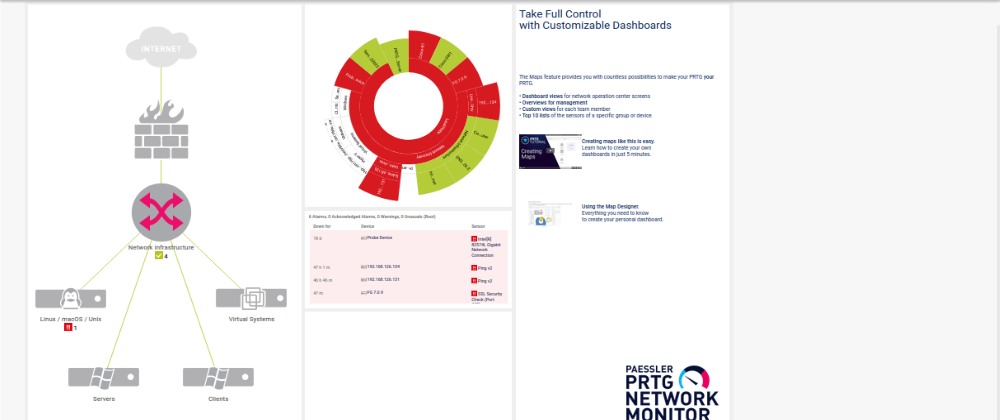 INTERNET
Network Infrastructure
4
Linux / macOS / Unix
1
Virtual Systems
Servers
Clients
Cisco GW1
FG 7.0.9
192...134
Local Probe
Network Discovery
Network Infrastructure
PRTG...Server
Prob...evice
Windows
VMware
Virtual Systems
Hyper V
192...131
6 Alarms, 0 Acknowledged Alarms, 0 Warnings, 0 Unusuals (Root)
Down for Device Sensor
18 d Probe Device Intel[R]
82574L Gigabit
Network
Connection
47 h 1 m 192.168.126.134 Ping v2
46 h 46 m 192.168.126.131 Ping v2
47 m FG 7.0.9 SSL Security
Check (Port
Take Full Control
with Customizable Dashboards
The Maps feature provides you with countless possibilities to make your PRTG your
PRTG.
• Dashboard views for network operation center screens
• Overviews for management
• Custom views for each team member
• Top 10 lists of the sensors of a specific group or device
PRTG
TUTORIAL
Creating
Maps
Creating maps like this is easy.
Learn how to create your own
dashboards in just 5 minutes.
Using the Map Designer.
Everything you need to know
to create your personal dashboard.
PAESSLER
PRTG
NETWORK
MONITOR